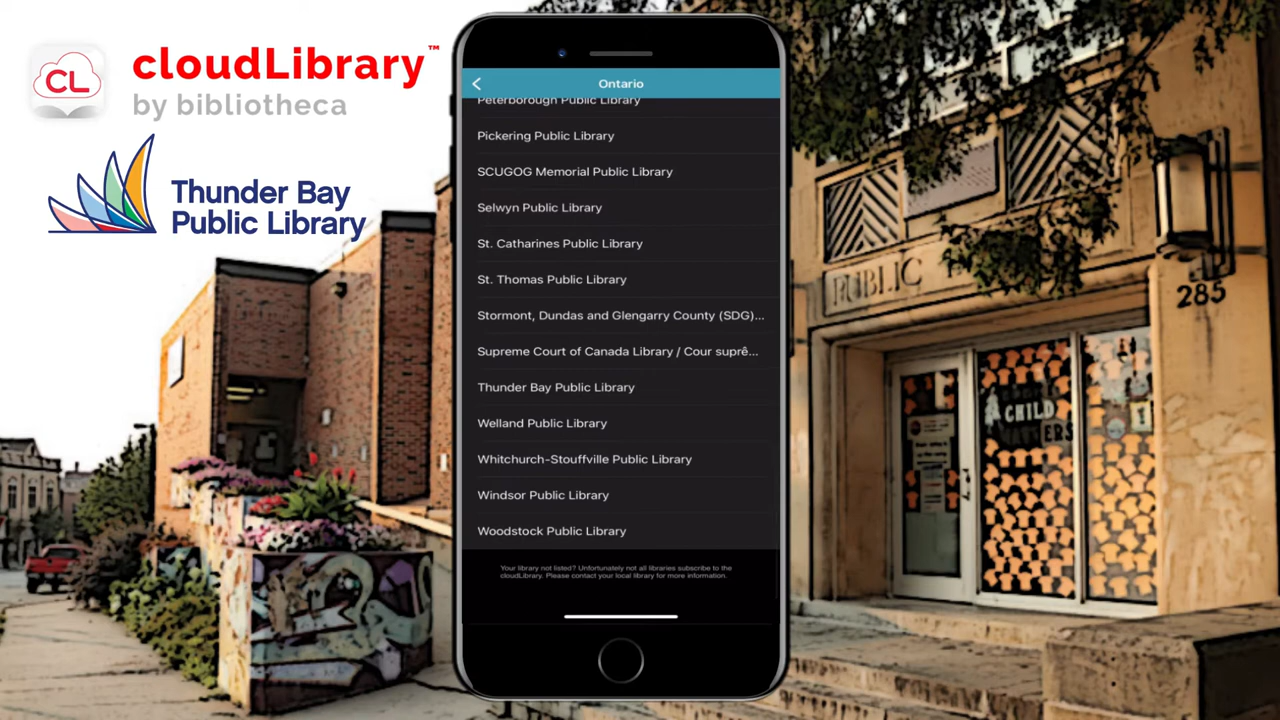 CL
cloudLibrary™
by bibliotheca
Thunder Bay
Public Library
Ontario
Peterborough Public Library
Pickering Public Library
SCUGOG Memorial Public Library
Selwyn Public Library
St. Catharines Public Library
St. Thomas Public Library
Stormont, Dundas and Glengarry County (SDG)...
Supreme Court of Canada Library / Cour suprê...
Thunder Bay Public Library
Welland Public Library
Whitchurch-Stouffville Public Library
Windsor Public Library
Woodstock Public Library
Your library not listed? Unfortunately not all libraries subscribe to the
cloudLibrary. Please contact your local library for more information.
PUBLIC
285
CHILD